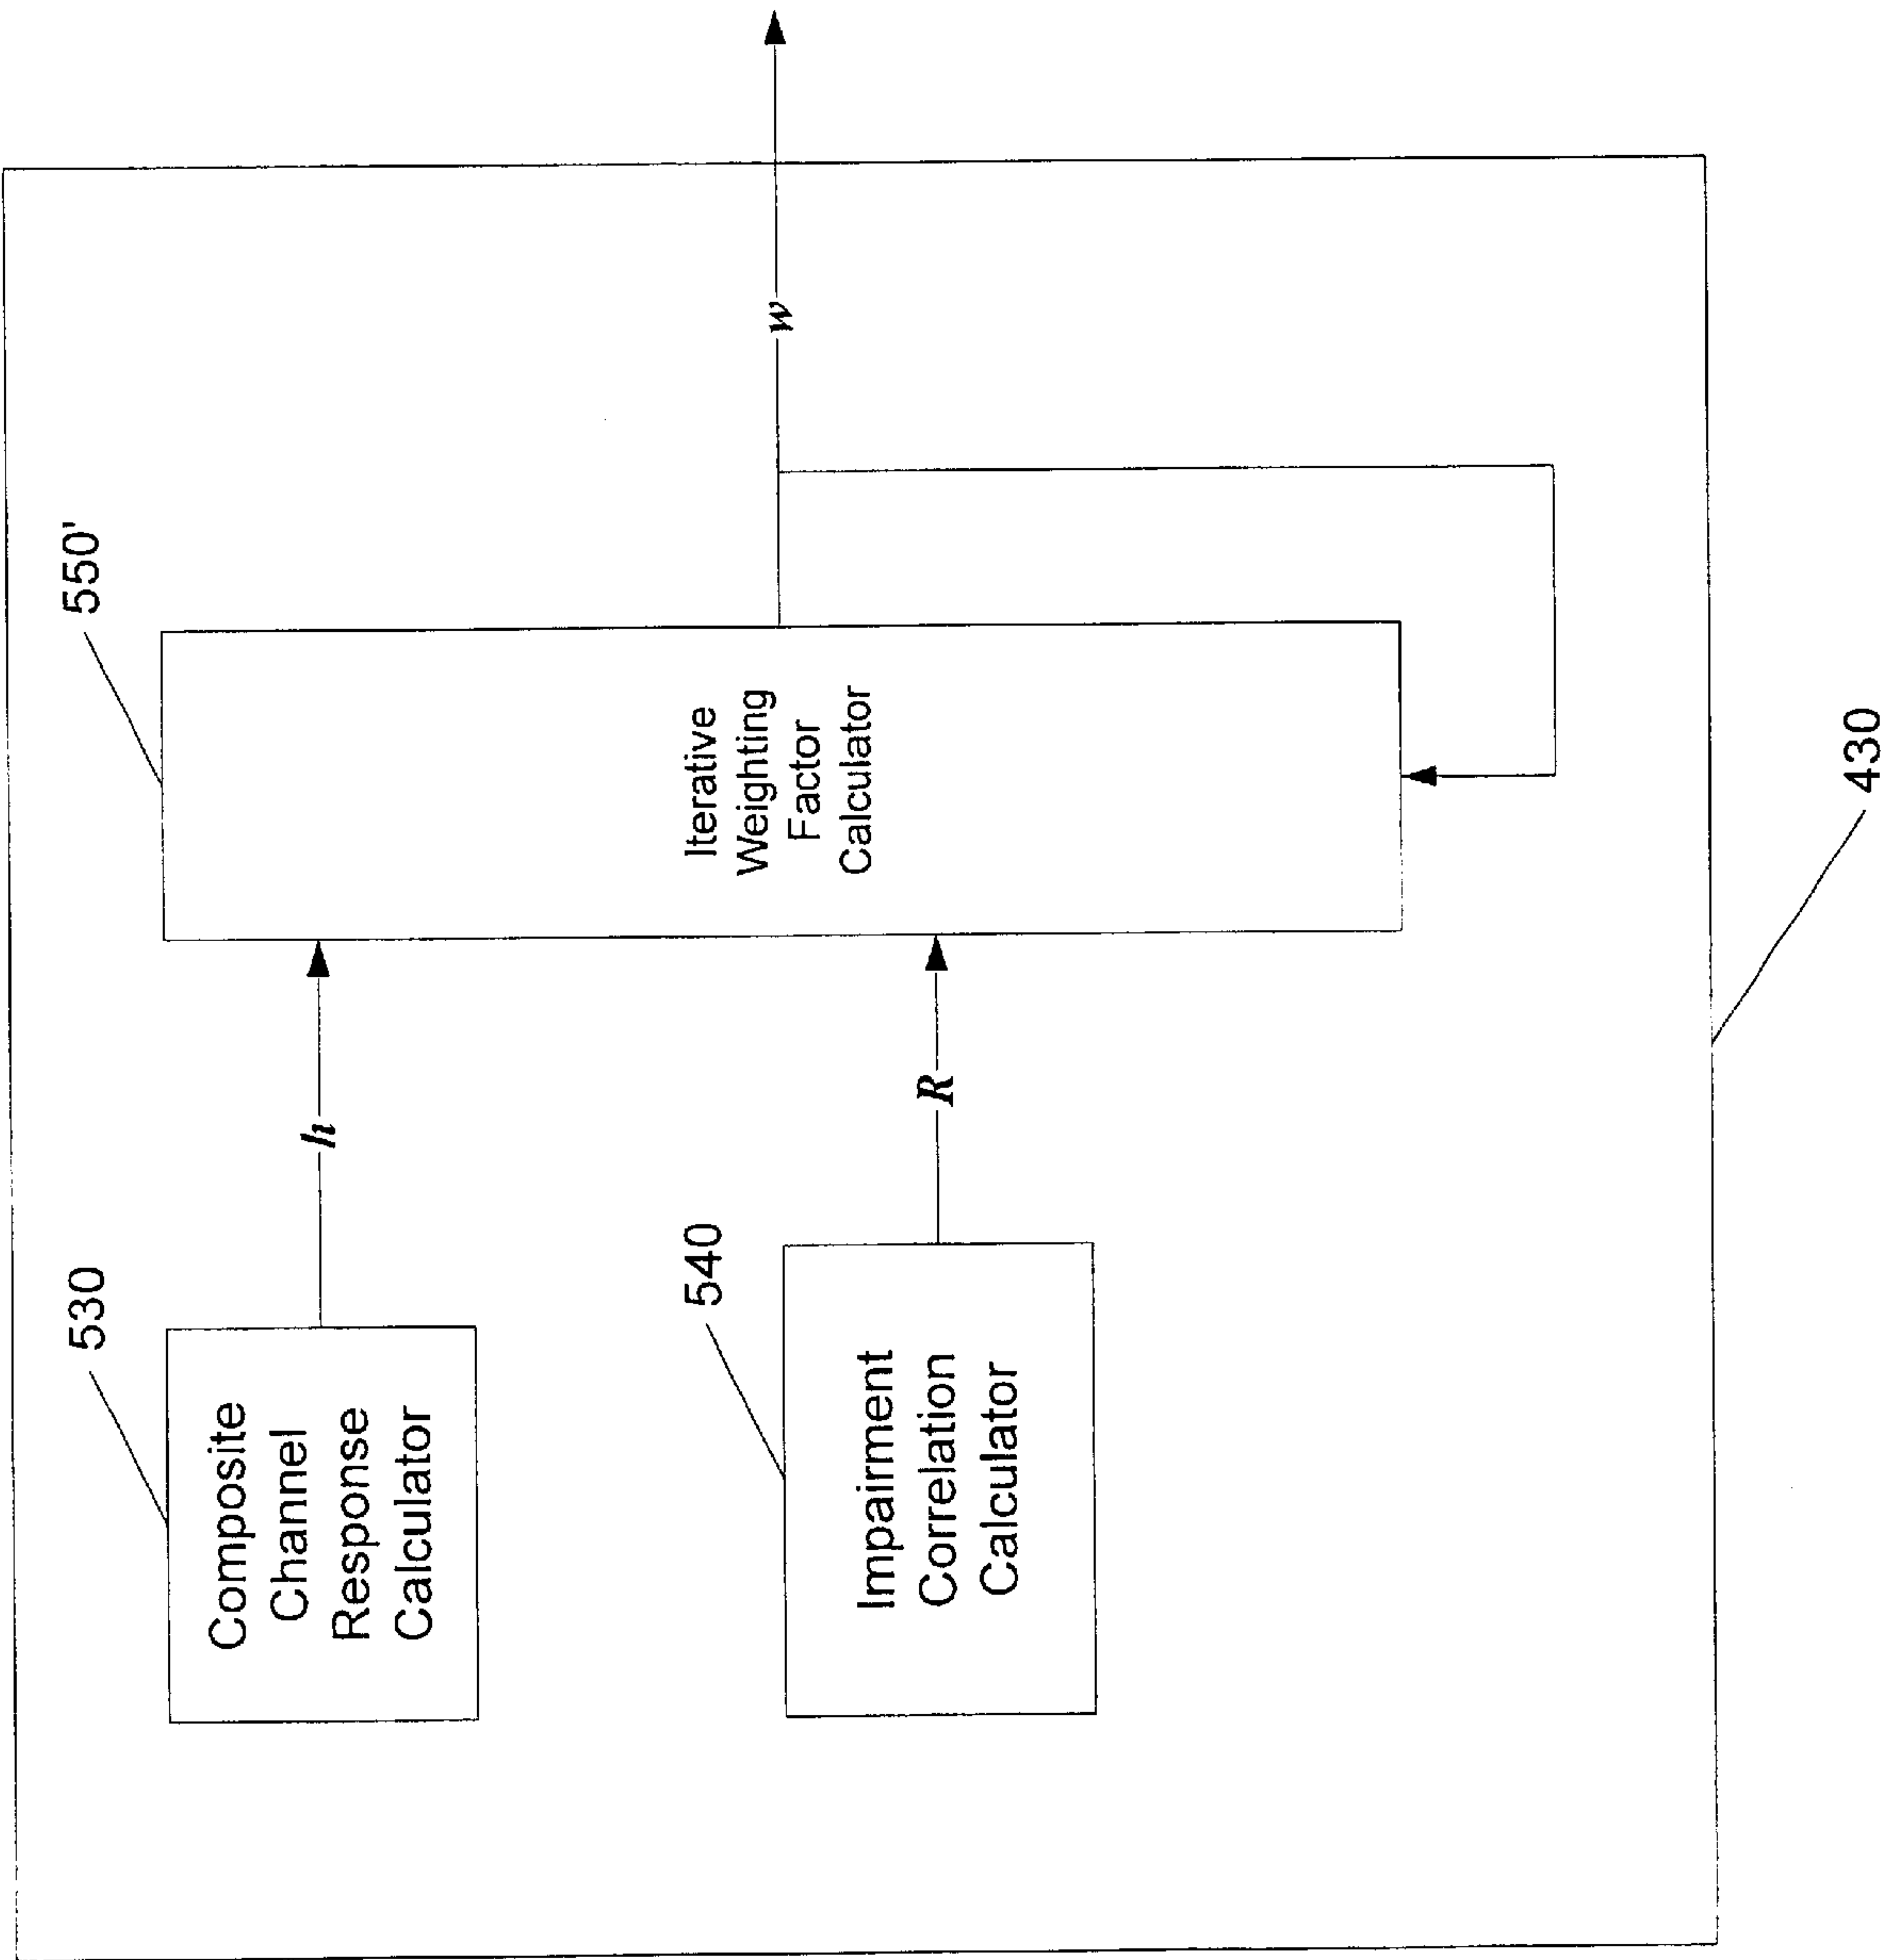 530
Composite
Channel
Response
Calculator
h
540
Impairment
Correlation
Calculator
R
550'
Iterative
Weighting
Factor
Calculator
w
430